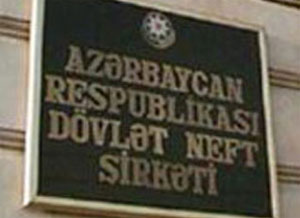 AZƏRBAYCAN
RESPUBLİKASI
DÖVLƏT NEFT
ŞİRKƏTİ